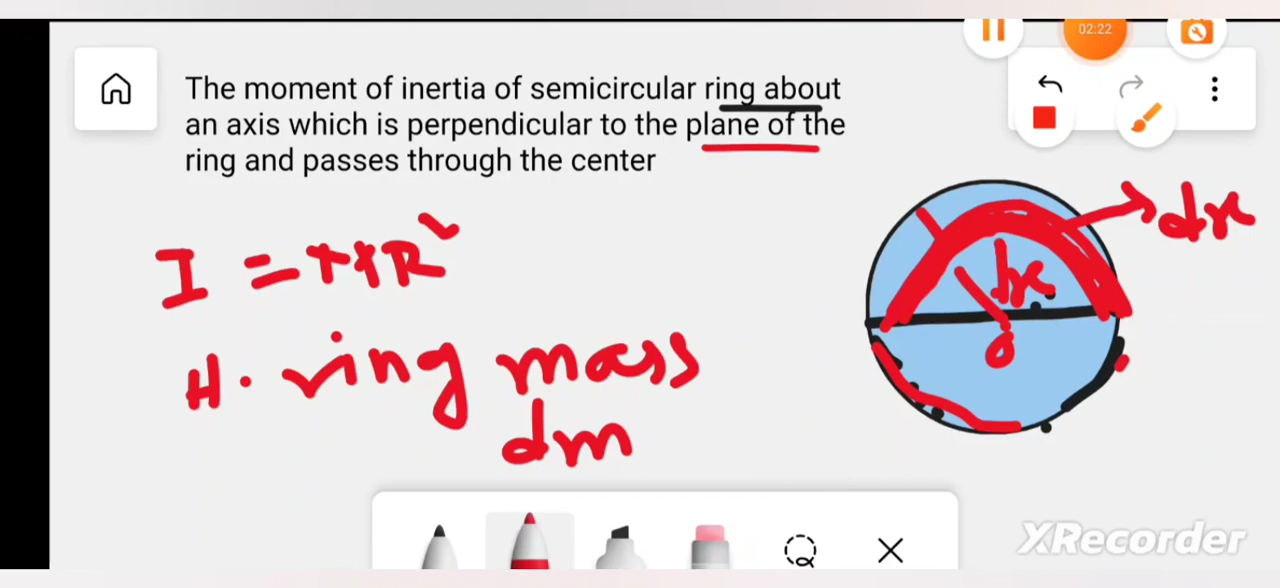 02:22
The moment of inertia of semicircular ring about
an axis which is perpendicular to the plane of the
ring and passes through the center
dx
H. ring mass
dm
XRecorder